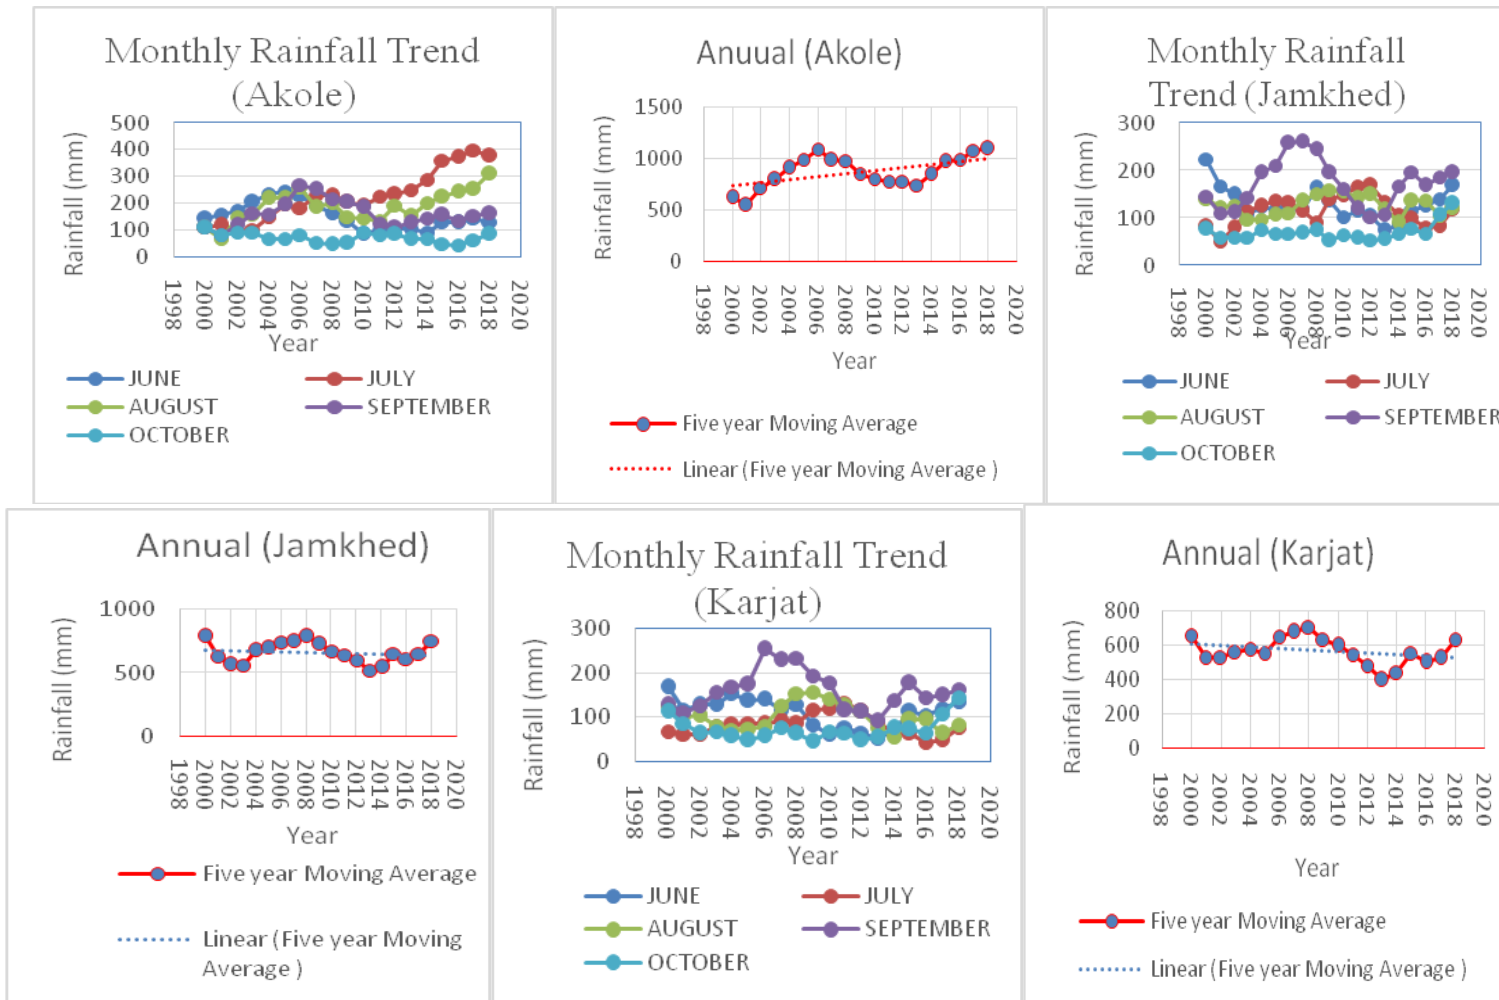 Monthly Rainfall Trend
(Akole)
Rainfall (mm)
500
400
300
200
100
0
1998
2000
2002
2004
2006
2008
2010
2012
2014
2016
2018
2020
Year
JUNE
JULY
AUGUST
SEPTEMBER
OCTOBER
Anuual (Akole)
Rainfall (mm)
1500
1000
500
0
1998
2000
2002
2004
2006
2008
2010
2012
2014
2016
2018
2020
Year
Five year Moving Average
Linear (Five year Moving Average )
Monthly Rainfall
Trend (Jamkhed)
Rainfall (mm)
300
200
100
0
1998
2000
2002
2004
2006
2008
2010
2012
2014
2016
2018
2020
Year
JUNE
JULY
AUGUST
SEPTEMBER
OCTOBER
Annual (Jamkhed)
Rainfall (mm)
1000
500
0
1998
2000
2002
2004
2006
2008
2010
2012
2014
2016
2018
2020
Year
Five year Moving Average
Linear (Five year Moving
Average )
Monthly Rainfall Trend
(Karjat)
Rainfall (mm)
300
200
100
0
1998
2000
2002
2004
2006
2008
2010
2012
2014
2016
2018
2020
Year
JUNE
JULY
AUGUST
SEPTEMBER
OCTOBER
Annual (Karjat)
Rainfall (mm)
800
600
400
200
0
1998
2000
2002
2004
2006
2008
2010
2012
2014
2016
2018
2020
Year
Five year Moving Average
Linear (Five year Moving Average )